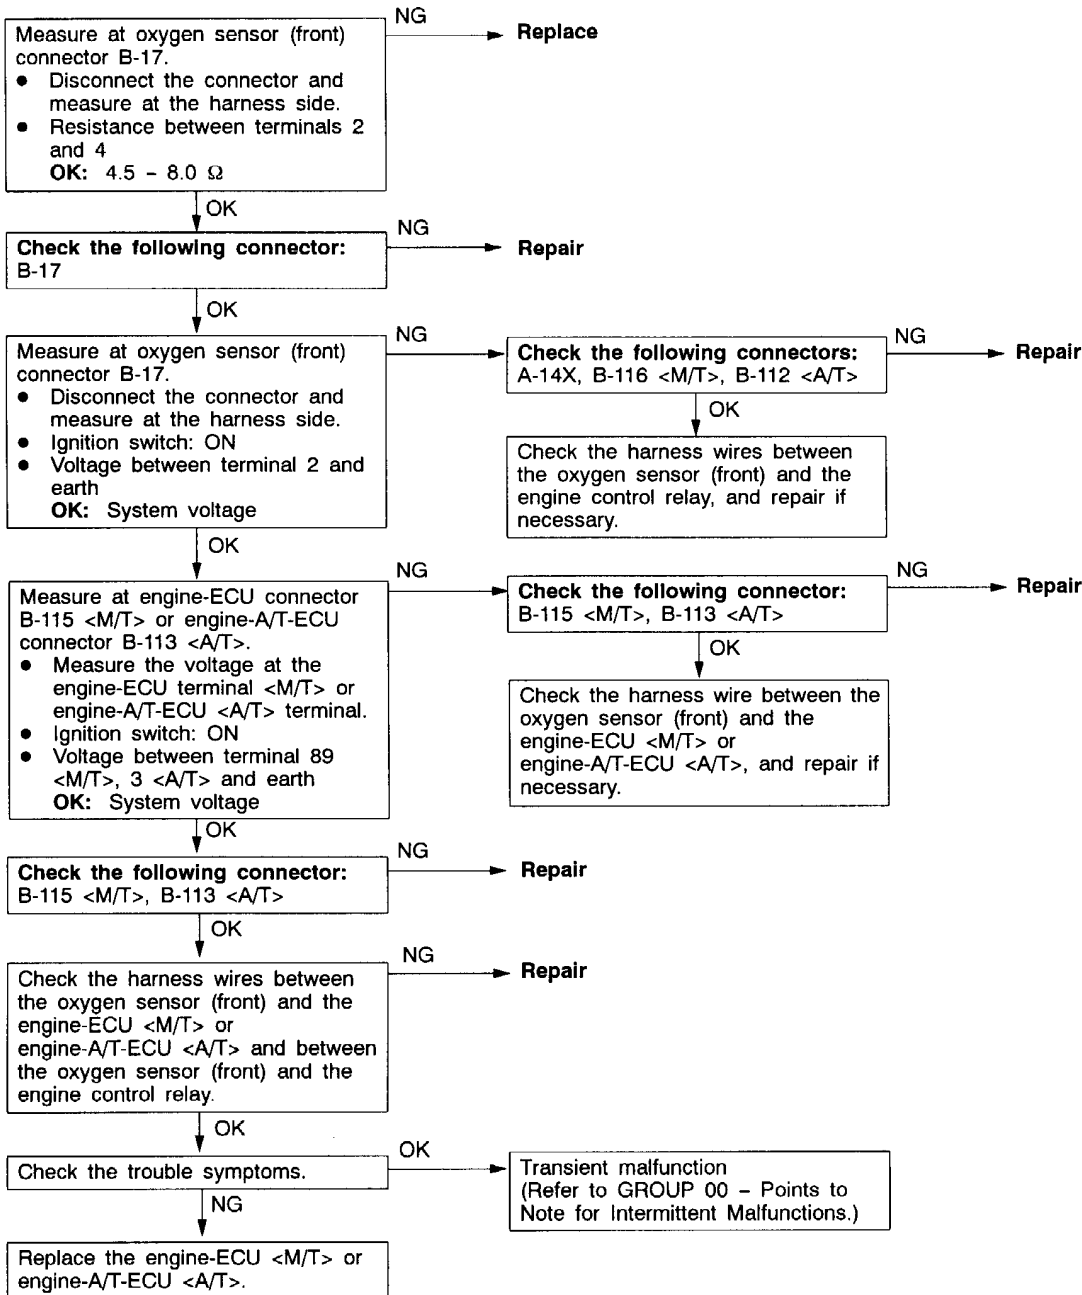 NG
Measure at oxygen sensor (front)
connector B-17.
● Disconnect the connector and
measure at the harness side.
● Resistance between terminals 2
and 4
OK: 4.5 – 8.0 Ω
Replace
OK
Check the following connector:
B-17
NG
Repair
OK
Measure at oxygen sensor (front)
connector B-17.
● Disconnect the connector and
measure at the harness side.
● Ignition switch: ON
● Voltage between terminal 2 and
earth
OK: System voltage
NG
Check the following connectors:
A-14X, B-116 <M/T>, B-112 <A/T>
NG
Repair
OK
Check the harness wires between
the oxygen sensor (front) and the
engine control relay, and repair if
necessary.
OK
Measure at engine-ECU connector
B-115 <M/T> or engine-A/T-ECU
connector B-113 <A/T>.
● Measure the voltage at the
engine-ECU terminal <M/T> or
engine-A/T-ECU <A/T> terminal.
● Ignition switch: ON
● Voltage between terminal 89
<M/T>, 3 <A/T> and earth
OK: System voltage
NG
Check the following connector:
B-115 <M/T>, B-113 <A/T>
NG
Repair
OK
Check the harness wire between the
oxygen sensor (front) and the
engine-ECU <M/T> or
engine-A/T-ECU <A/T>, and repair if
necessary.
OK
Check the following connector:
B-115 <M/T>, B-113 <A/T>
NG
Repair
OK
Check the harness wires between
the oxygen sensor (front) and the
engine-ECU <M/T> or
engine-A/T-ECU <A/T> and between
the oxygen sensor (front) and the
engine control relay.
NG
Repair
OK
Check the trouble symptoms.
OK
Transient malfunction
(Refer to GROUP 00 – Points to
Note for Intermittent Malfunctions.)
NG
Replace the engine-ECU <M/T> or
engine-A/T-ECU <A/T>.